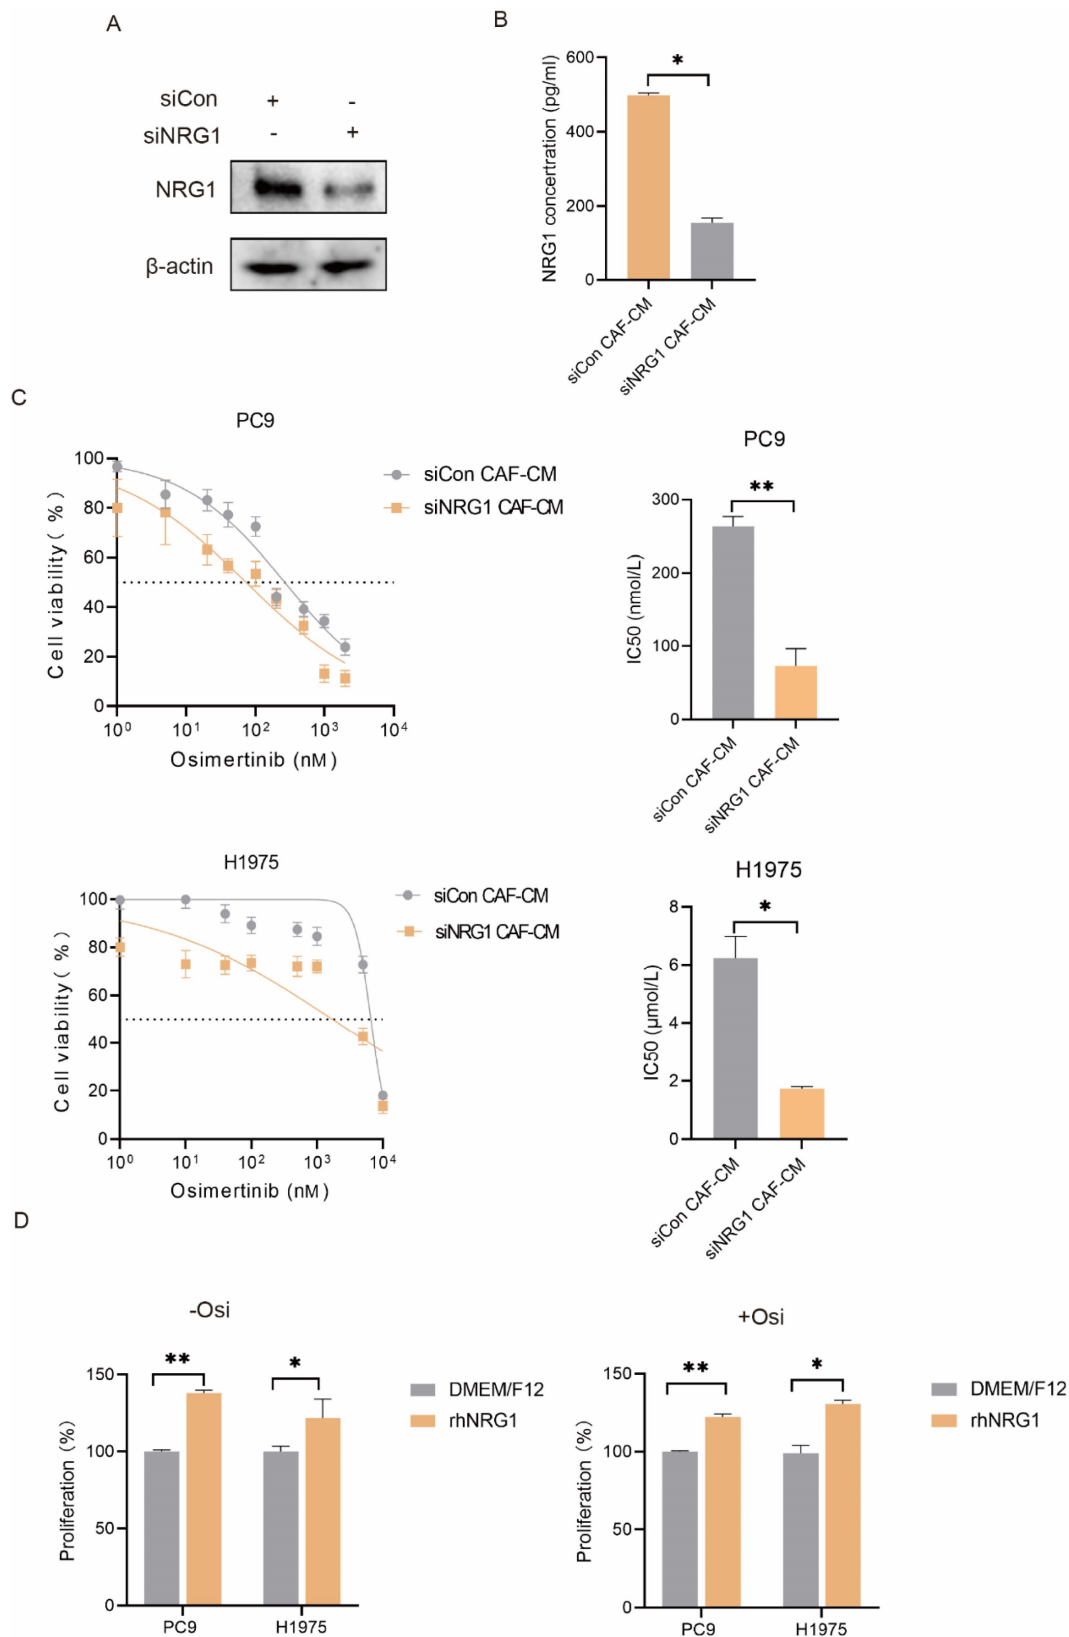 A
siCon + -
siNRG1 - +
NRG1
β-actin
B
NRG1 concertration (pg/ml)
600
400
200
0
*
siCon CAF-CM
siNRG1 CAF-CM
C
PC9
Cell viability ( % )
100
80
60
40
20
0
10⁰ 10¹ 10² 10³ 10⁴
Osimertinib (nM)
siCon CAF-CM
siNRG1 CAF-CM
PC9
IC50 (nmol/L)
300
200
100
0
**
siCon CAF-CM
siNRG1 CAF-CM
H1975
Cell viability ( % )
100
80
60
40
20
0
10⁰ 10¹ 10² 10³ 10⁴
Osimertinib (nM)
siCon CAF-CM
siNRG1 CAF-CM
H1975
IC50 (μmol/L)
8
6
4
2
0
*
siCon CAF-CM
siNRG1 CAF-CM
D
-Osi
Proliferation (%)
150
100
50
0
** *
PC9 H1975
DMEM/F12
rhNRG1
+Osi
Proliferation (%)
150
100
50
0
** *
PC9 H1975
DMEM/F12
rhNRG1